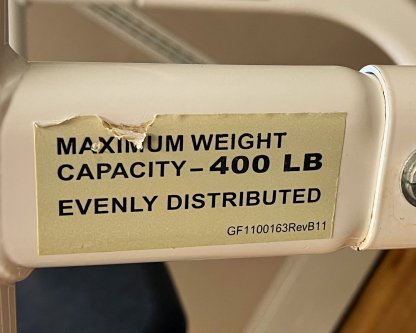 MAXIMUM WEIGHT
CAPACITY – 400 LB
EVENLY DISTRIBUTED
GF1100163RevB11